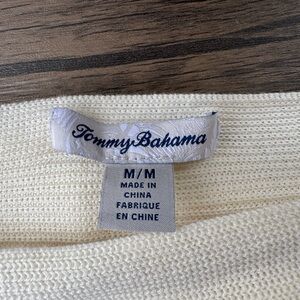 Tommy Bahama
M/M
MADE IN
CHINA
FABRIQUE
EN CHINE